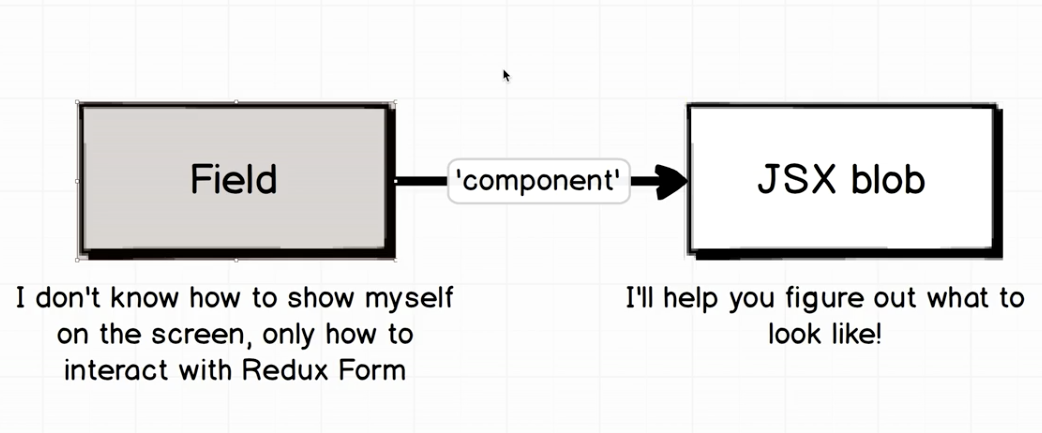 Field
'component'
JSX blob
I don't know how to show myself
on the screen, only how to
interact with Redux Form
I'll help you figure out what to
look like!